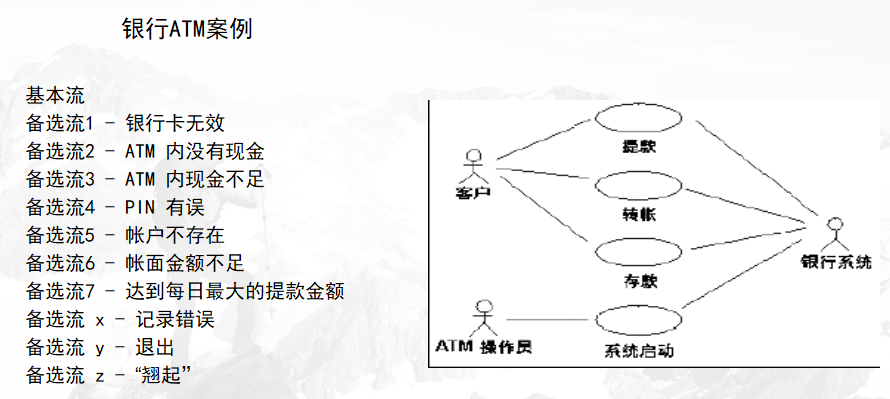 银行ATM案例
基本流
备选流1 - 银行卡无效
备选流2 - ATM 内没有现金
备选流3 - ATM 内现金不足
备选流4 - PIN 有误
备选流5 - 帐户不存在
备选流6 - 帐面金额不足
备选流7 - 达到每日最大的提款金额
备选流 x - 记录错误
备选流 y - 退出
备选流 z - “翘起”
提款
客户
转帐
银行系统
存款
ATM 操作员
系统启动